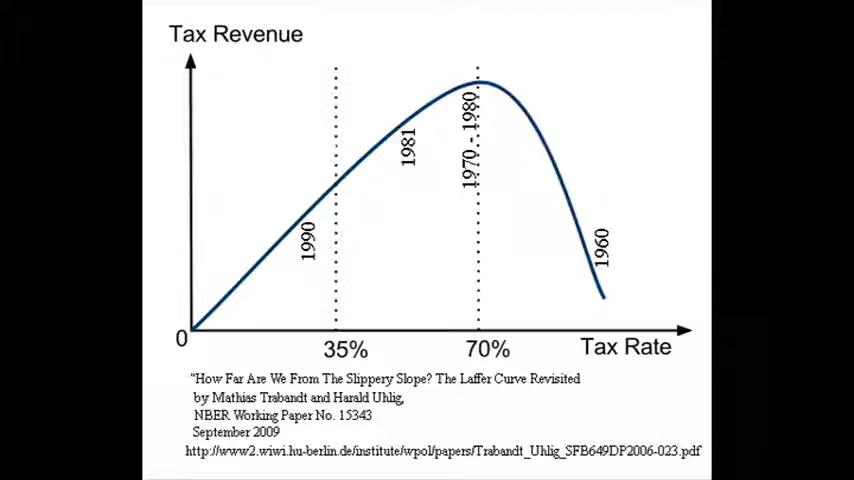 Tax Revenue
1970 - 1980
1981
1990
1960
0
35%
70%
Tax Rate
"How Far Are We From The Slippery Slope? The Laffer Curve Revisited
by Mathias Trabandt and Harald Uhlig,
NBER Working Paper No. 15343
September 2009
http://www2.wiwi.hu-berlin.de/institute/wpol/papers/Trabandt_Uhlig_SFB649DP2006-023.pdf